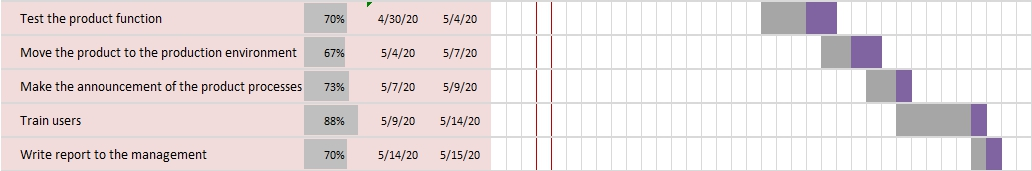 Test the product function 70% 4/30/20 5/4/20
Move the product to the production environment 67% 5/4/20 5/7/20
Make the announcement of the product processes 73% 5/7/20 5/9/20
Train users 88% 5/9/20 5/14/20
Write report to the management 70% 5/14/20 5/15/20